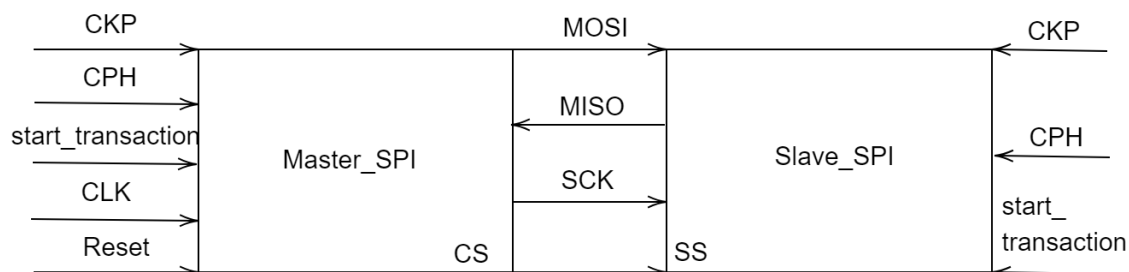 CKP
MOSI
CKP
CPH
MISO
start_transaction
Master_SPI
Slave_SPI
CPH
SCK
CLK
start_
transaction
Reset
CS
SS